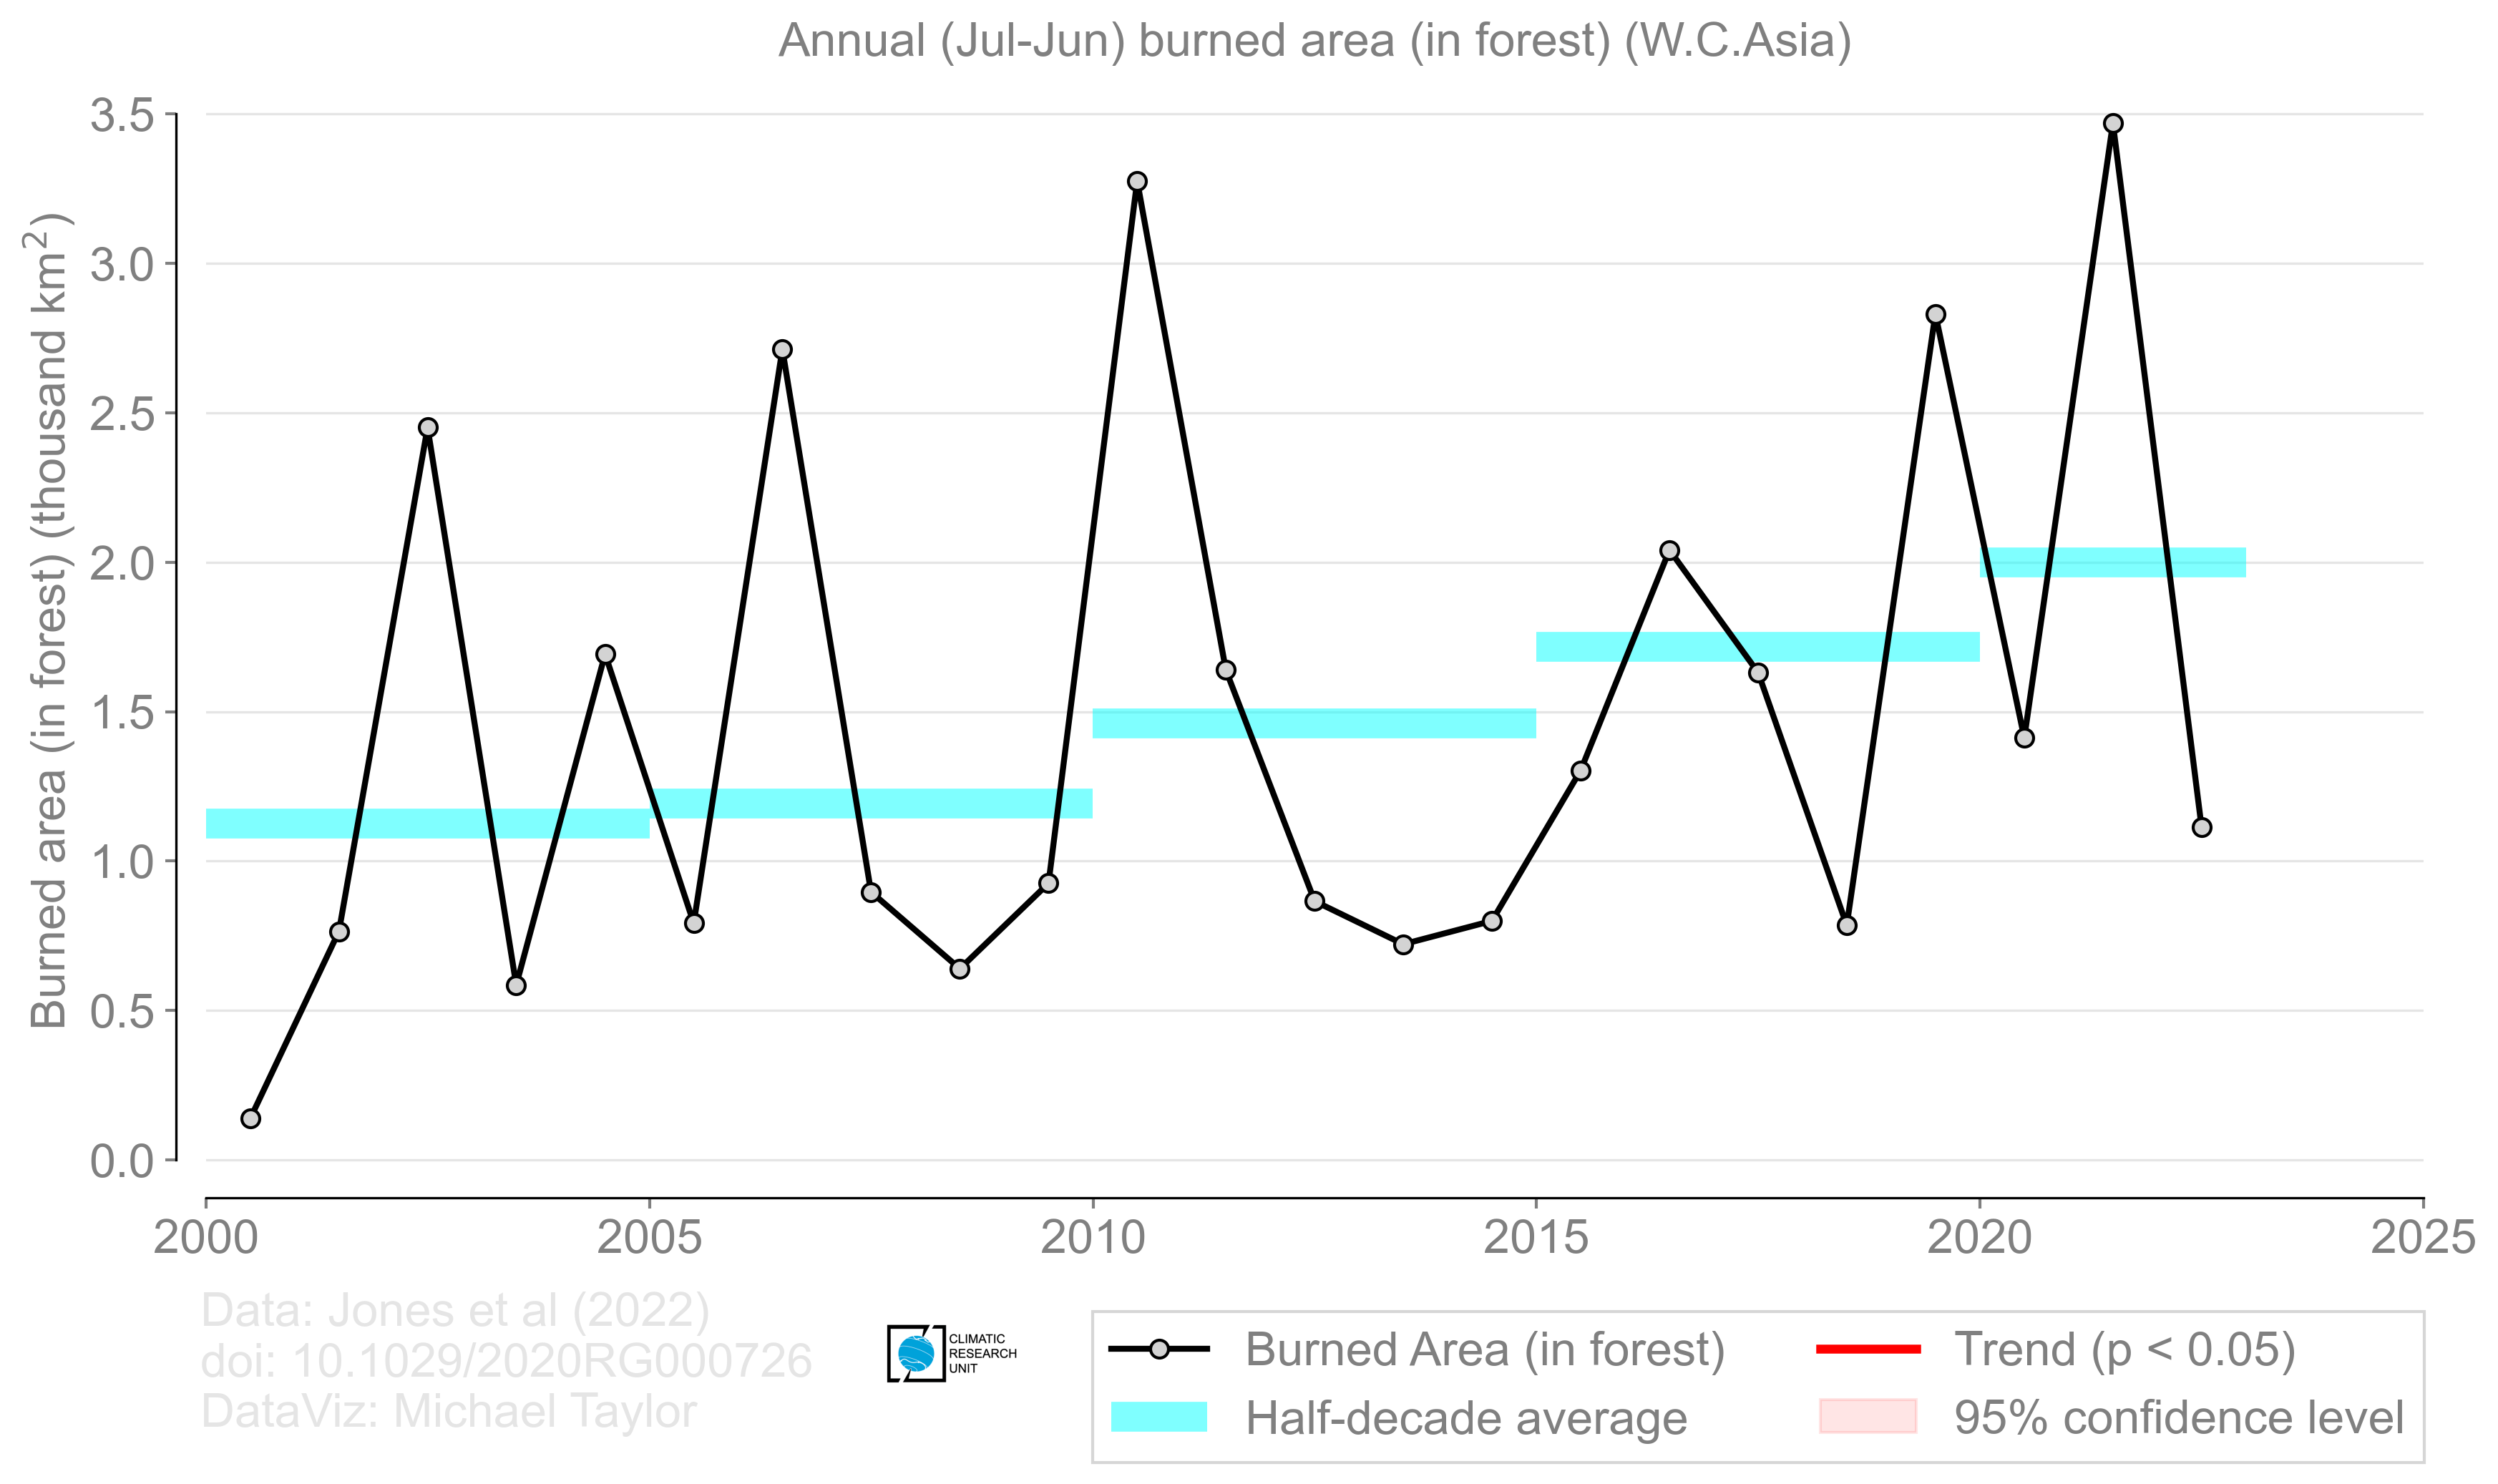 Annual (Jul-Jun) burned area (in forest) (W.C.Asia)
Burned area (in forest) (thousand km²)
3.5
3.0
2.5
2.0
1.5
1.0
0.5
0.0
2000 2005 2010 2015 2020 2025
Data: Jones et al (2022)
doi: 10.1029/2020RG000726
DataViz: Michael Taylor
CLIMATIC
RESEARCH
UNIT
Burned Area (in forest)
Half-decade average
Trend (p < 0.05)
95% confidence level